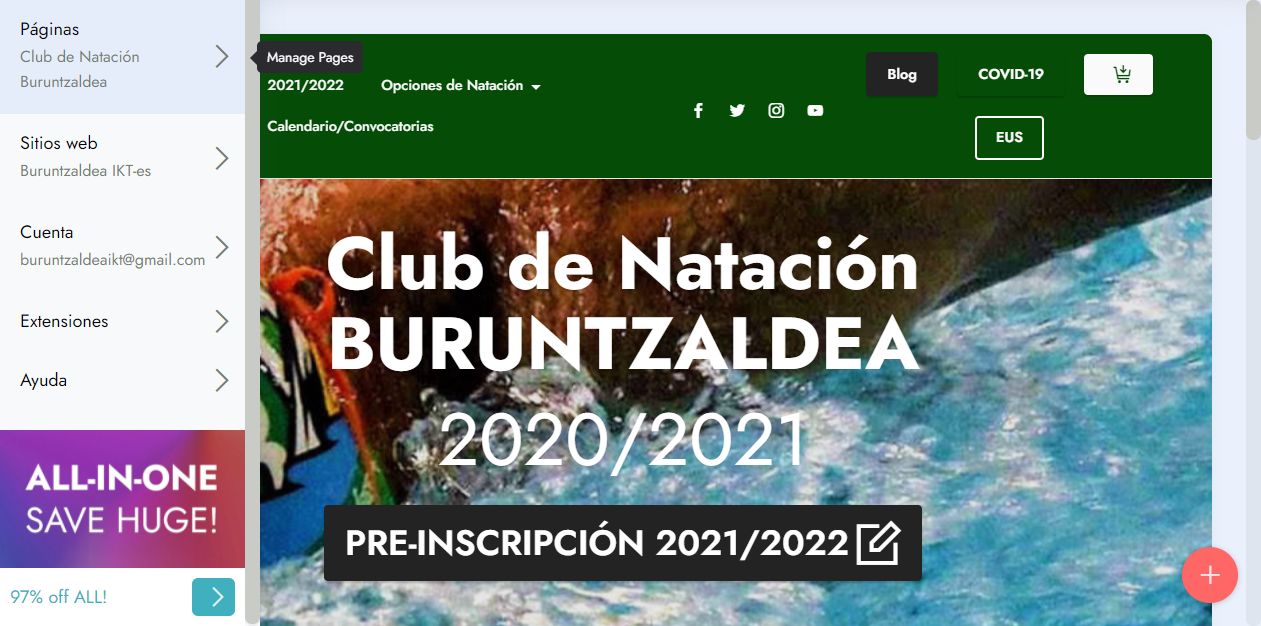 Páginas
Club de Natación
Buruntzaldea
Sitios web
Buruntzaldea IKT-es
Cuenta
buruntzaldeaikt@gmail.com
Extensiones
Ayuda
ALL-IN-ONE
SAVE HUGE!
97% off ALL!
Manage Pages
2021/2022
Opciones de Natación
Calendario/Convocatorias
Blog
COVID-19
EUS
Club de Natación
BURUNTZALDEA
2020/2021
PRE-INSCRIPCIÓN 2021/2022